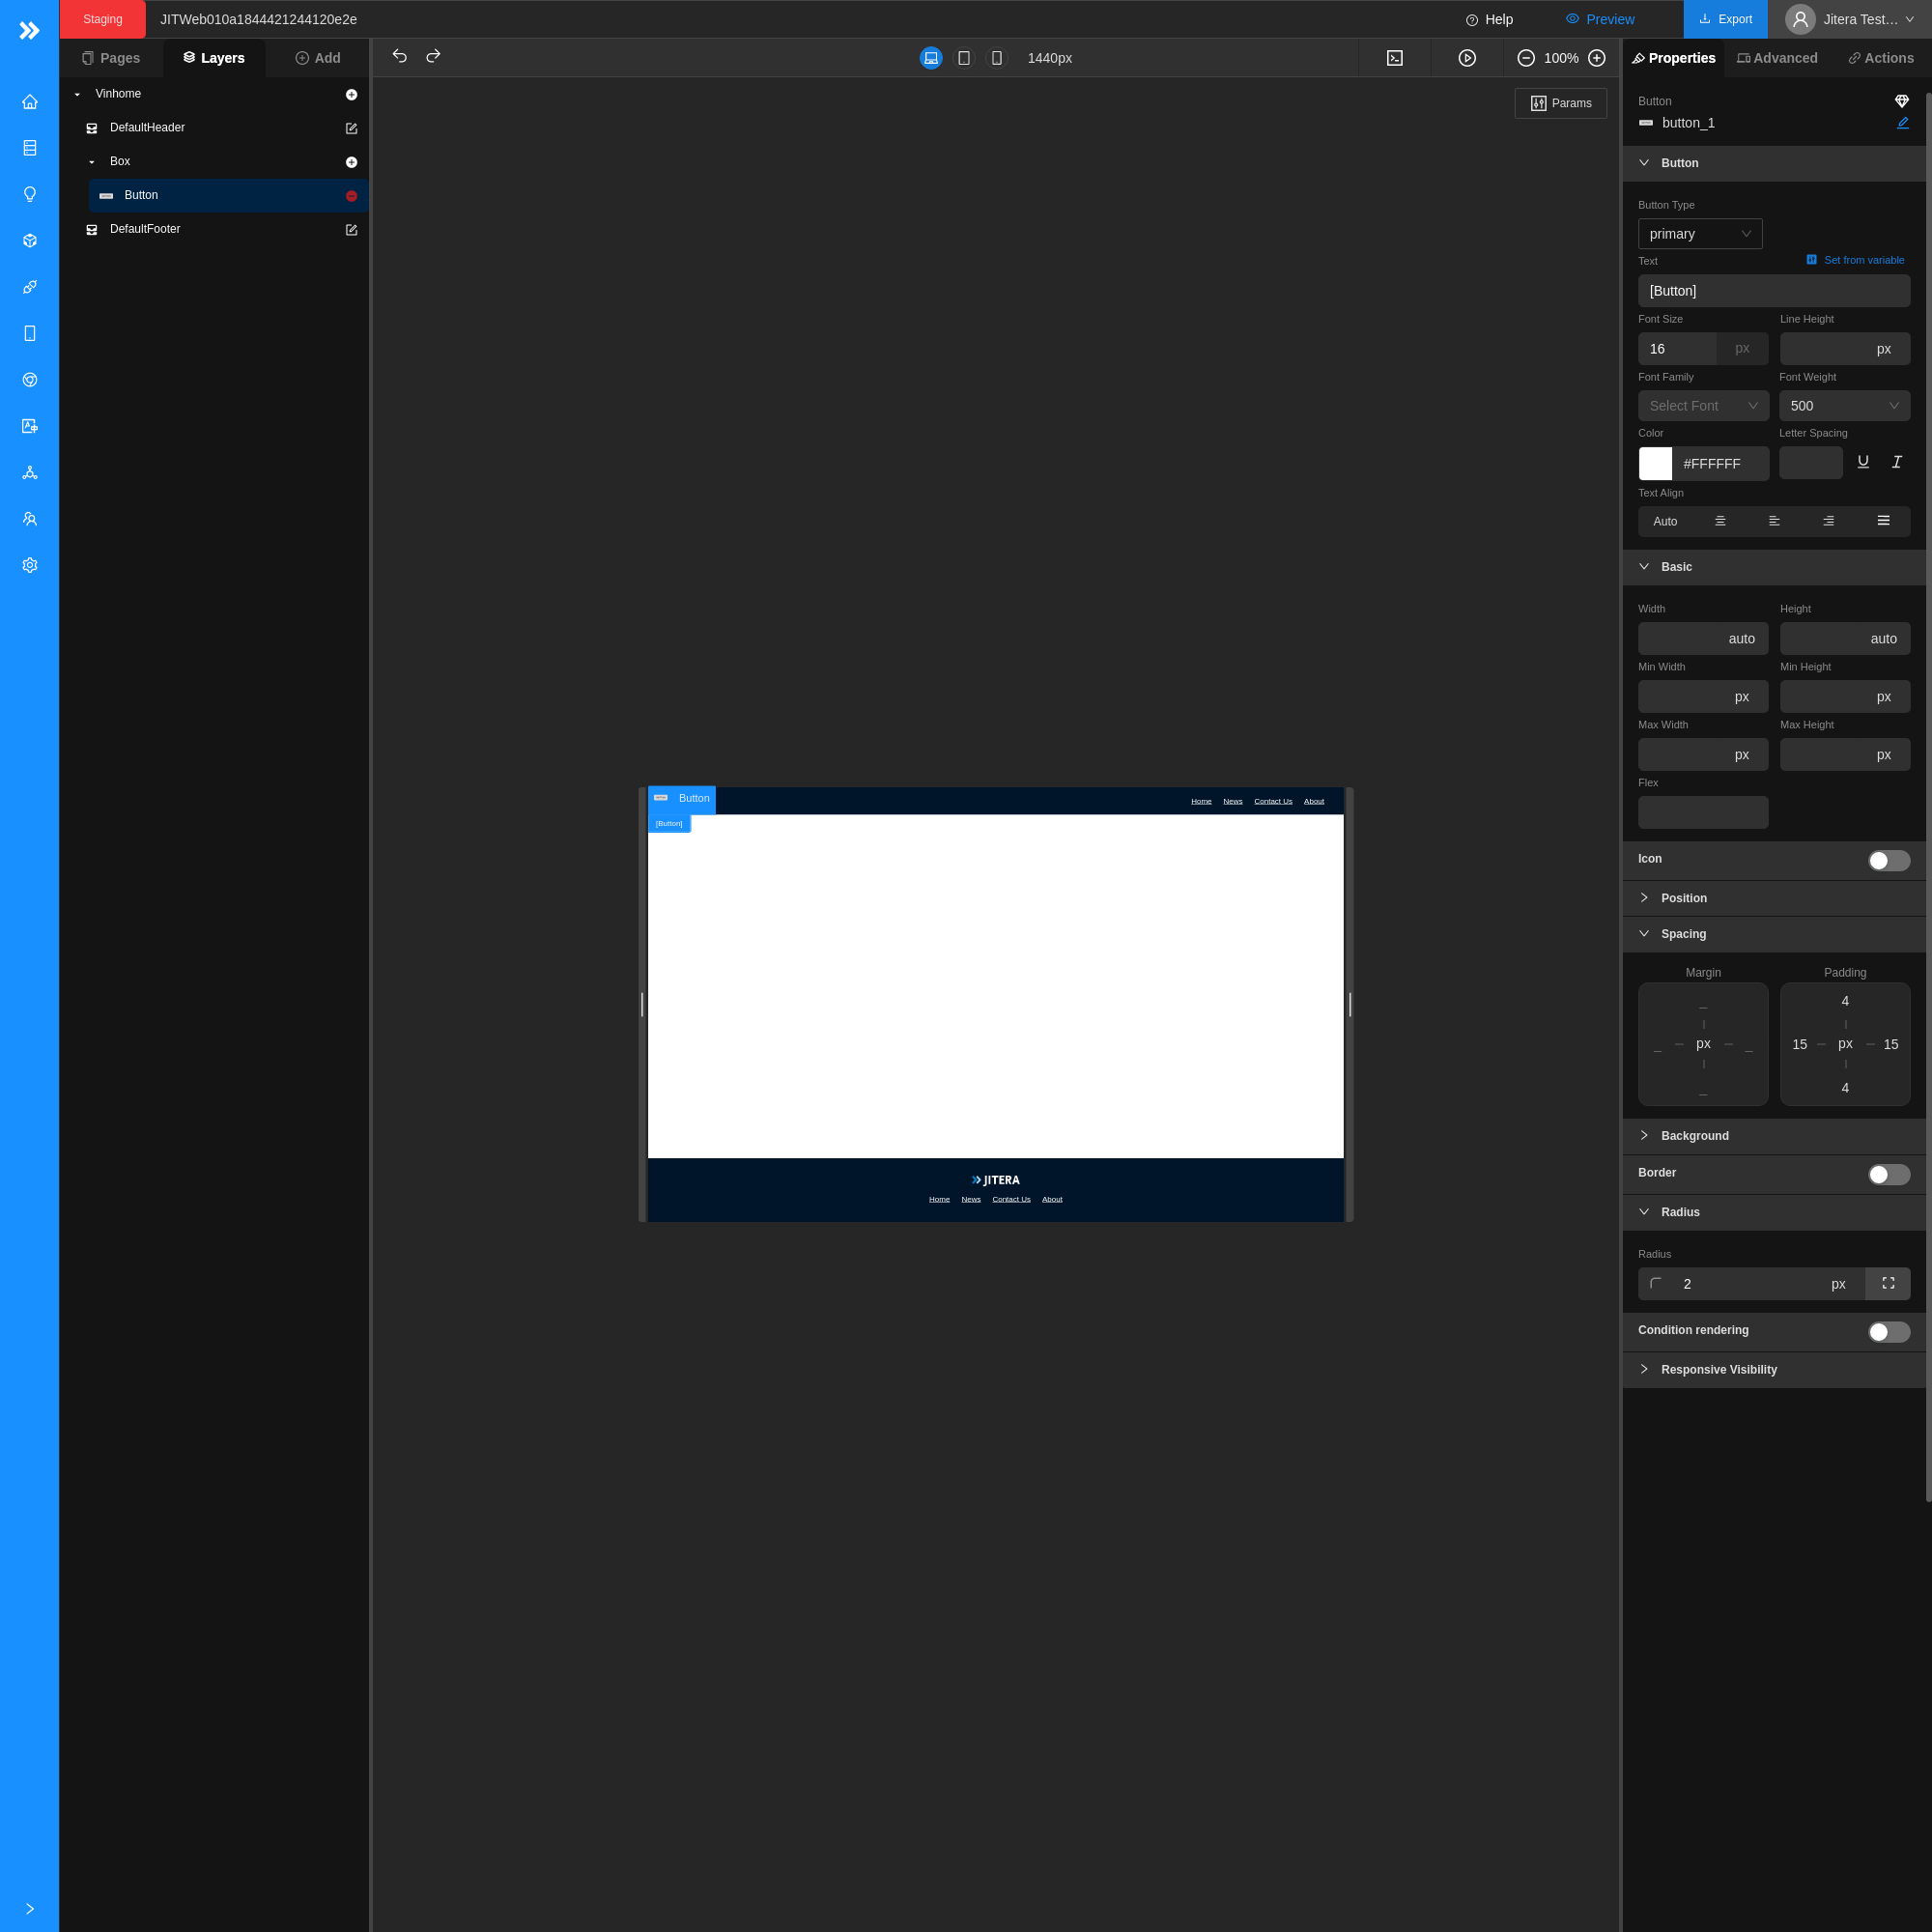 Staging
JITWeb010a1844421244120e2e
Help
Preview
Export
Jitera Test…
Pages
Layers
Add
1440px
100%
Properties
Advanced
Actions
Vinhome
DefaultHeader
Box
Button
DefaultFooter
Params
Button
[Button]
Home News Contact Us About
JITERA
Home News Contact Us About
Button
button_1
Button
Button Type
primary
Text
Set from variable
[Button]
Font Size
Line Height
16 px
px
Font Family
Font Weight
Select Font
500
Color
Letter Spacing
#FFFFFF
Text Align
Auto
Basic
Width
Height
auto
auto
Min Width
Min Height
px
px
Max Width
Max Height
px
px
Flex
Icon
Position
Spacing
Margin
Padding
4
px
15 px 15
4
Background
Border
Radius
Radius
2 px
Condition rendering
Responsive Visibility